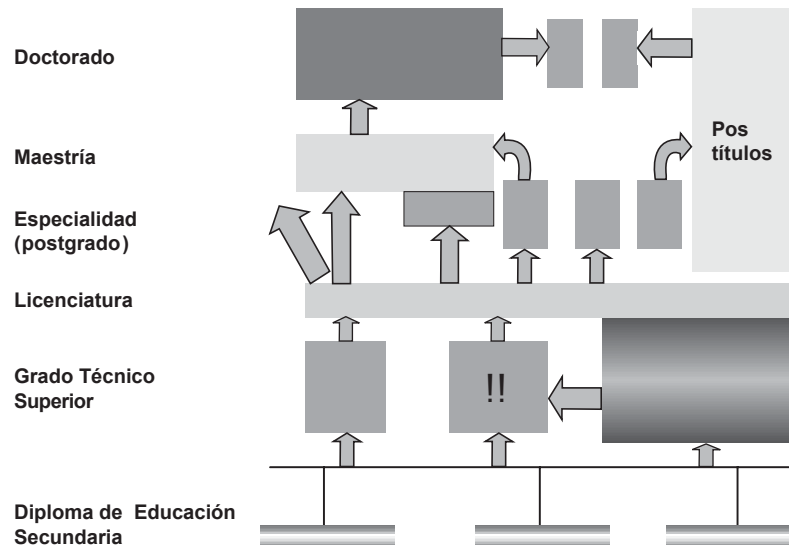 Doctorado
Maestría
Pos
títulos
Especialidad
(postgrado)
Licenciatura
Grado Técnico
Superior
!!
Diploma de Educación
Secundaria